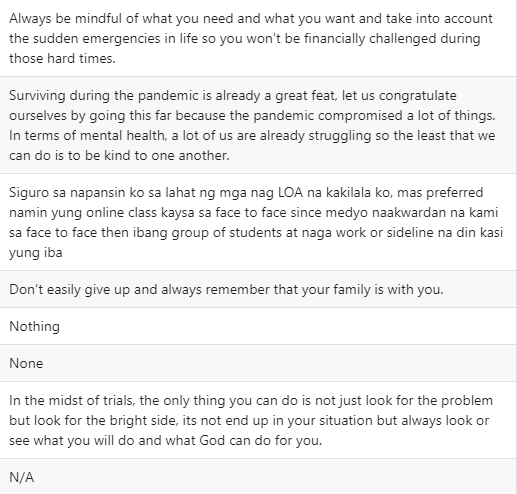 Always be mindful of what you need and what you want and take into account
the sudden emergencies in life so you won't be financially challenged during
those hard times.
Surviving during the pandemic is already a great feat, let us congratulate
ourselves by going this far because the pandemic compromised a lot of things.
In terms of mental health, a lot of us are already struggling so the least that we
can do is to be kind to one another.
Siguro sa napansin ko sa lahat ng mga nag LOA na kakilala ko, mas preferred
namin yung online class kaysa sa face to face since medyo naakwardan na kami
sa face to face then ibang group of students at naga work or sideline na din kasi
yung iba
Don't easily give up and always remember that your family is with you.
Nothing
None
In the midst of trials, the only thing you can do is not just look for the problem
but look for the bright side, its not end up in your situation but always look or
see what you will do and what God can do for you.
N/A